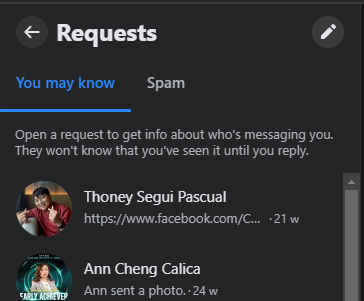 Requests
You may know
Spam
Open a request to get info about who's messaging you.
They won't know that you've seen it until you reply.
Thoney Segui Pascual
https://www.facebook.com/C... · 21 w
Ann Cheng Calica
Ann sent a photo. · 24 w
EARLY ACHIEVER